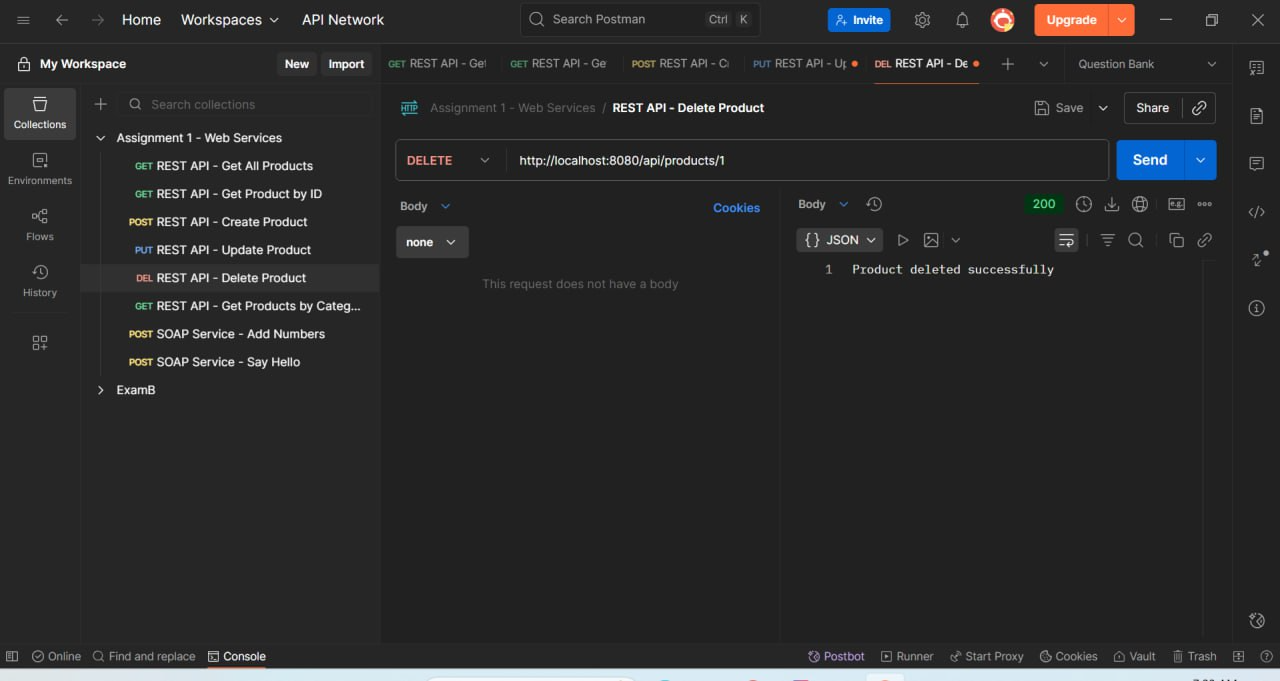 Home Workspaces API Network Search Postman Ctrl K Invite Upgrade
My Workspace New Import GET REST API - Get GET REST API - Ge POST REST API - C PUT REST API - Up DEL REST API - De Question Bank
Collections
Environments
Flows
History
Search collections
Assignment 1 - Web Services
GET REST API - Get All Products
GET REST API - Get Product by ID
POST REST API - Create Product
PUT REST API - Update Product
DEL REST API - Delete Product
GET REST API - Get Products by Categ...
POST SOAP Service - Add Numbers
POST SOAP Service - Say Hello
ExamB
HTTP Assignment 1 - Web Services / REST API - Delete Product Save Share
DELETE http://localhost:8080/api/products/1 Send
Body Cookies
none
This request does not have a body
Body 200 e.g.
{} JSON
1 Product deleted successfully
Online Find and replace Console Postbot Runner Start Proxy Cookies Vault Trash